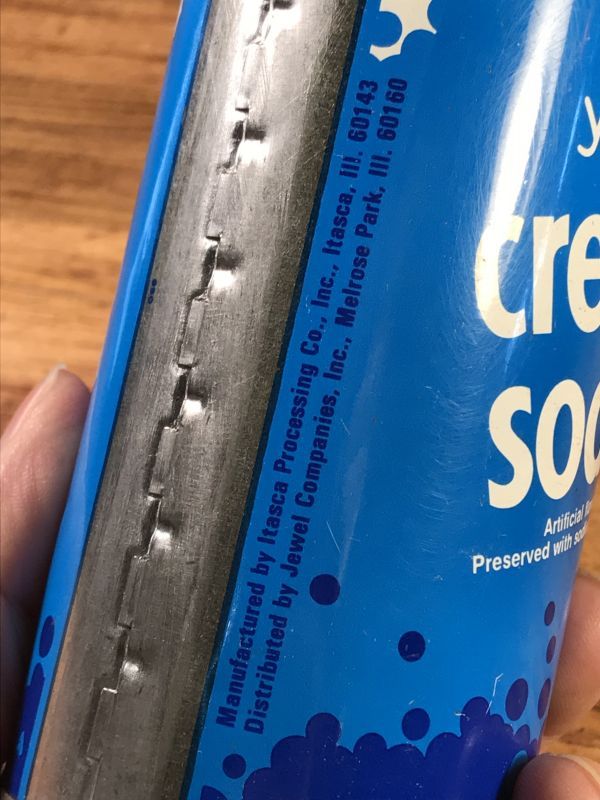 Manufactured by Itasca Processing Co., Inc., Itasca, Ill. 60143
Distributed by Jewel Companies, Inc., Melrose Park, Ill. 60160
y
cre
soc
Artificial
Preserved with